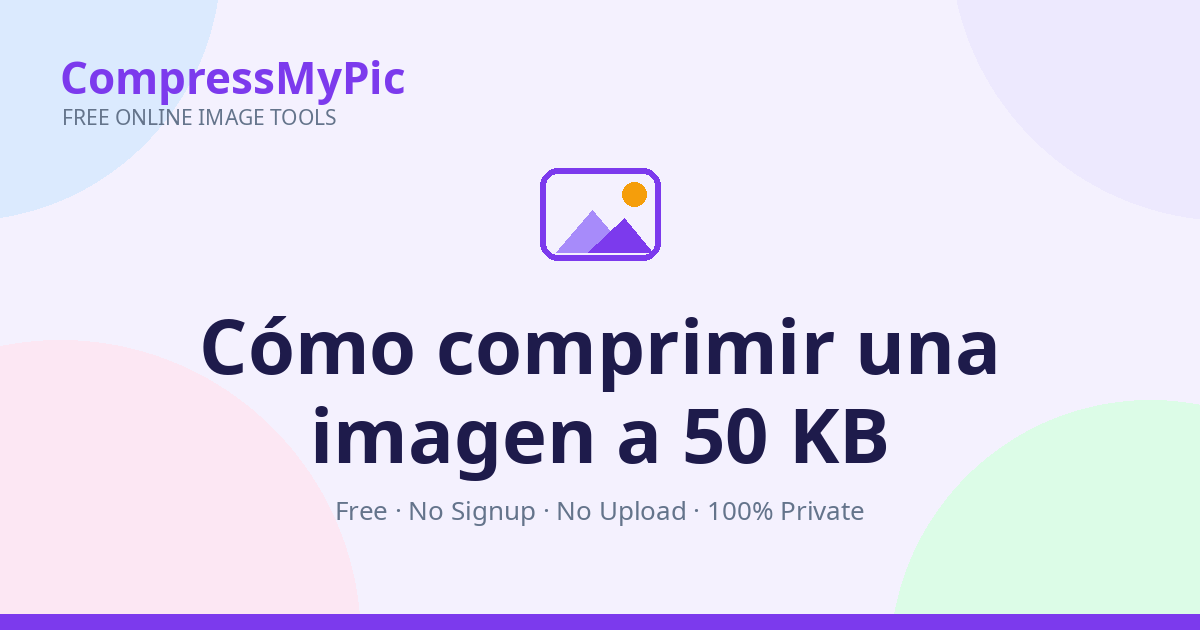 CompressMyPic
FREE ONLINE IMAGE TOOLS
Cómo comprimir una
imagen a 50 KB
Free · No Signup · No Upload · 100% Private